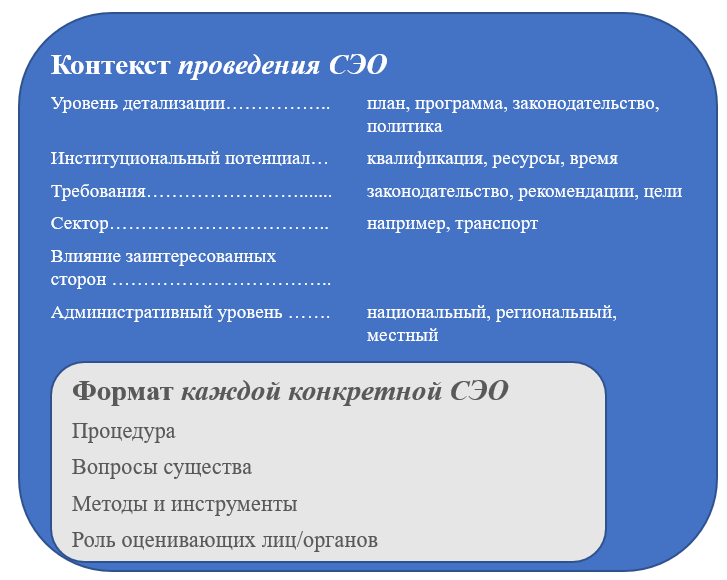 Контекст проведения СЭО
Уровень детализации…………….. план, программа, законодательство,
политика
Институциональный потенциал… квалификация, ресурсы, время
Требования……………………....... законодательство, рекомендации, цели
Сектор…………………………….. например, транспорт
Влияние заинтересованных
сторон ……………………………..
Административный уровень ……. национальный, региональный,
местный
Формат каждой конкретной СЭО
Процедура
Вопросы существа
Методы и инструменты
Роль оценивающих лиц/органов